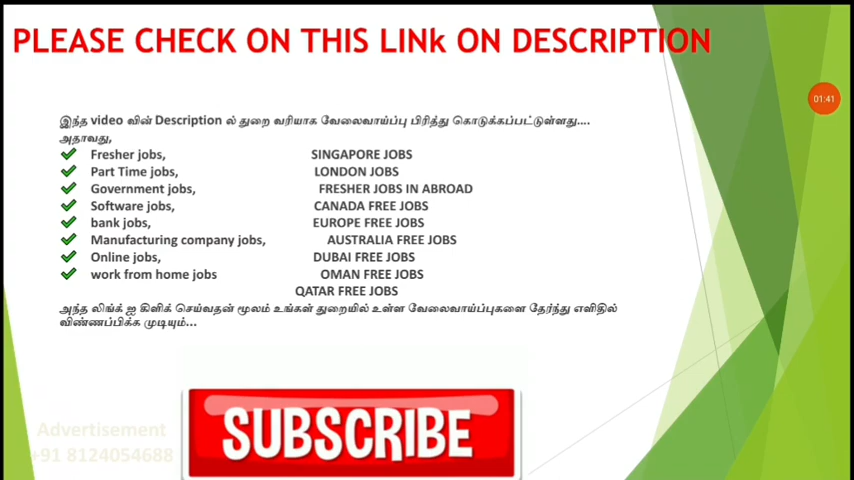 PLEASE CHECK ON THIS LINk ON DESCRIPTION
01:41
இந்த video வின் Description ல் துறை வரியாக வேலைவாய்ப்பு பிரித்து கொடுக்கப்பட்டுள்ளது....
அதாவது,
Fresher jobs, SINGAPORE JOBS
Part Time jobs, LONDON JOBS
Government jobs, FRESHER JOBS IN ABROAD
Software jobs, CANADA FREE JOBS
bank jobs, EUROPE FREE JOBS
Manufacturing company jobs, AUSTRALIA FREE JOBS
Online jobs, DUBAI FREE JOBS
work from home jobs OMAN FREE JOBS
QATAR FREE JOBS
அந்த லிங்க் ஐ கிளிக் செய்வதன் மூலம் உங்கள் துறையில் உள்ள வேலைவாய்ப்புகளை தேர்ந்து எளிதில்
விண்ணப்பிக்க முடியும்...
SUBSCRIBE
Advertisement
+91 8124054688